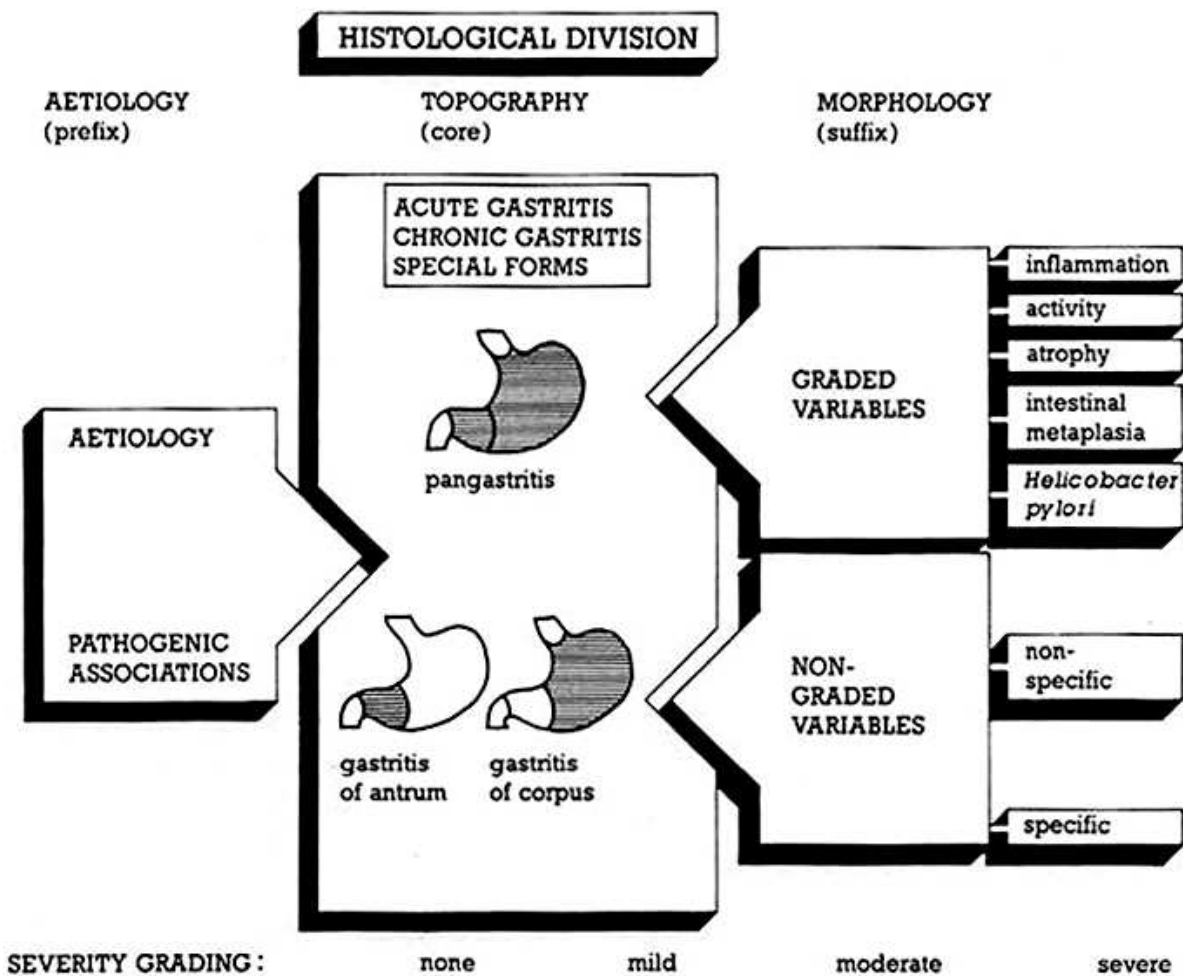 HISTOLOGICAL DIVISION
AETIOLOGY
(prefix)
TOPOGRAPHY
(core)
MORPHOLOGY
(suffix)
ACUTE GASTRITIS
CHRONIC GASTRITIS
SPECIAL FORMS
pangastritis
AETIOLOGY
PATHOGENIC
ASSOCIATIONS
gastritis
of antrum
gastritis
of corpus
GRADED
VARIABLES
inflammation
activity
atrophy
intestinal
metaplasia
Helicobacter
pylori
NON-
GRADED
VARIABLES
non-
specific
specific
SEVERITY GRADING: none mild moderate severe